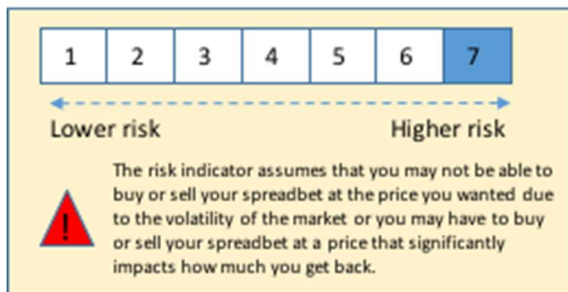 1 2 3 4 5 6 7
Lower risk Higher risk
The risk indicator assumes that you may not be able to
buy or sell your spreadbet at the price you wanted due
to the volatility of the market or you may have to buy
or sell your spreadbet at a price that significantly
impacts how much you get back.
!